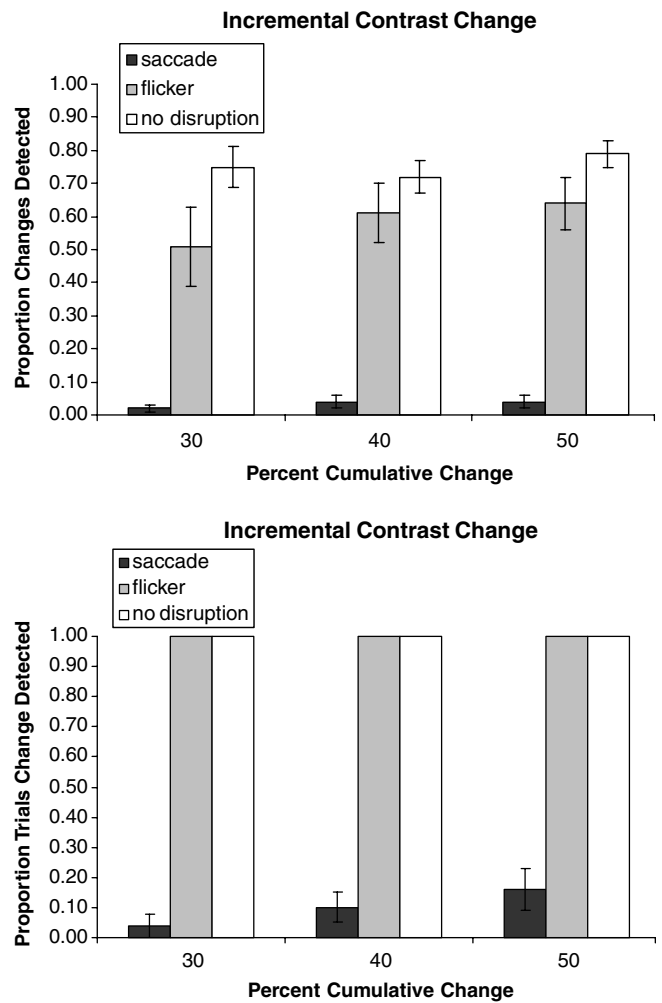 Incremental Contrast Change
saccade
flicker
no disruption
1.00
0.90
0.80
0.70
0.60
0.50
0.40
0.30
0.20
0.10
0.00
Proportion Changes Detected
30 40 50
Percent Cumulative Change
Incremental Contrast Change
saccade
flicker
no disruption
1.00
0.90
0.80
0.70
0.60
0.50
0.40
0.30
0.20
0.10
0.00
Proportion Trials Change Detected
30 40 50
Percent Cumulative Change